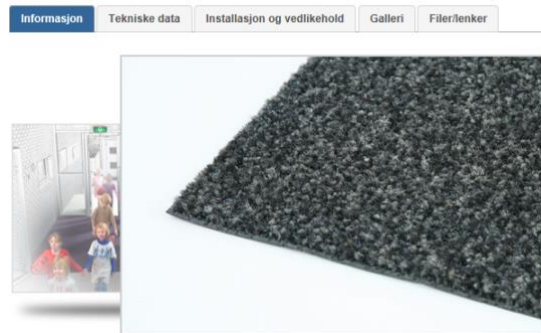 Informasjon
Tekniske data
Installasjon og vedlikehold
Galleri
Filer/lenker